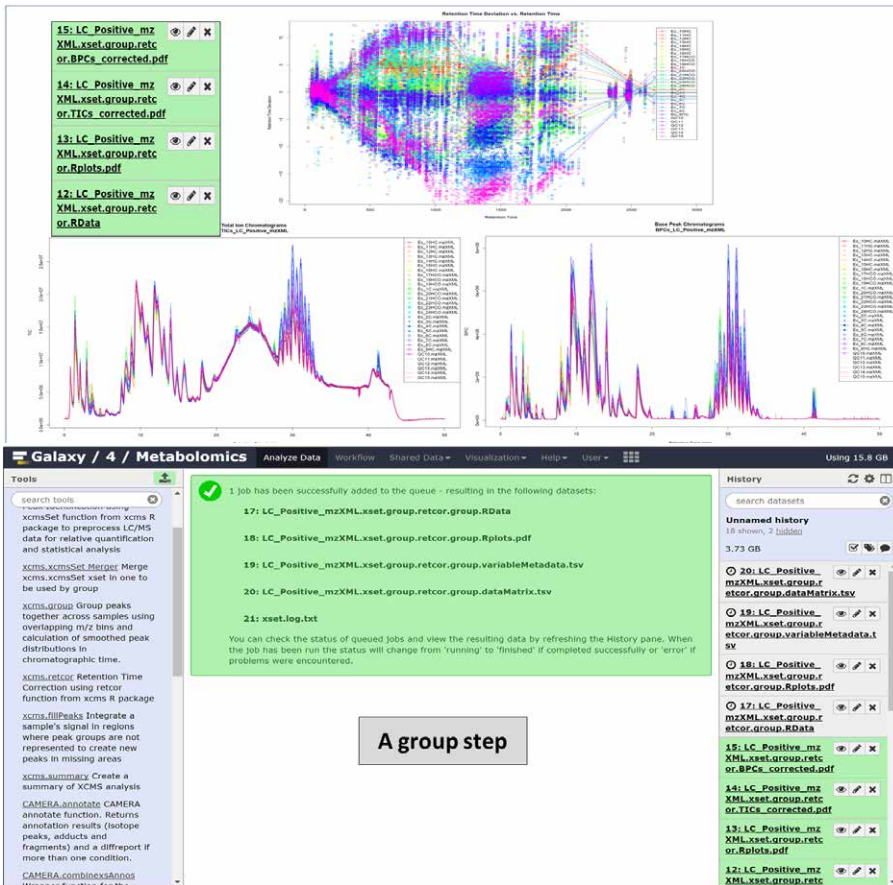 15: LC_Positive_mz
XML.xset.group.retc
or.BPCs_corrected.pdf
14: LC_Positive_mz
XML.xset.group.retc
or.TICs_corrected.pdf
13: LC_Positive_mz
XML.xset.group.retc
or.Rplots.pdf
12: LC_Positive_mz
XML.xset.group.retc
or.RData
Retention Time Deviation vs. Retention Time
Retention Time
Total Ion Chromatograms
TICs_LC_Positive_mzXML
TIC
Base Peak Chromatograms
BPCs_LC_Positive_mzXML
BPC
Galaxy / 4 / Metabolomics
Analyze Data
Workflow
Shared Data
Visualization
Help
User
Using 15.8 GB
Tools
search tools
xcmsSet function from xcms R
package to preprocess LC/MS
data for relative quantification
and statistical analysis
xcms.xcmsSet Merger Merge
xcms.xcmsSet xset in one to
be used by group
xcms.group Group peaks
together across samples using
overlapping m/z bins and
calculation of smoothed peak
distributions in
chromatographic time.
xcms.retcor Retention Time
Correction using retcor
function from xcms R package
xcms.fillPeaks Integrate a
sample's signal in regions
where peak groups are not
represented to create new
peaks in missing areas
xcms.summary Create a
summary of XCMS analysis
CAMERA.annotate CAMERA
annotate function. Returns
annotation results (isotope
peaks, adducts and
fragments) and a diffreport if
more than one condition.
CAMERA.combinexsAnnos
1 job has been successfully added to the queue - resulting in the following datasets:
17: LC_Positive_mzXML.xset.group.retcor.group.RData
18: LC_Positive_mzXML.xset.group.retcor.group.Rplots.pdf
19: LC_Positive_mzXML.xset.group.retcor.group.variableMetadata.tsv
20: LC_Positive_mzXML.xset.group.retcor.group.dataMatrix.tsv
21: xset.log.txt
You can check the status of queued jobs and view the resulting data by refreshing the History pane. When
the job has been run the status will change from 'running' to 'finished' if completed successfully or 'error' if
problems were encountered.
A group step
History
search datasets
Unnamed history
18 shown, 2 hidden
3.73 GB
20: LC_Positive_
mzXML.xset.group.r
etcor.group.dataMatrix.tsv
19: LC_Positive_
mzXML.xset.group.r
etcor.group.variableMetadata.t
sv
18: LC_Positive_
mzXML.xset.group.r
etcor.group.Rplots.pdf
17: LC_Positive_
mzXML.xset.group.r
etcor.group.RData
15: LC_Positive_mz
XML.xset.group.retc
or.BPCs_corrected.pdf
14: LC_Positive_mz
XML.xset.group.retc
or.TICs_corrected.pdf
13: LC_Positive_mz
XML.xset.group.retc
or.Rplots.pdf
12: LC_Positive_mz
XML.xset.group.retc